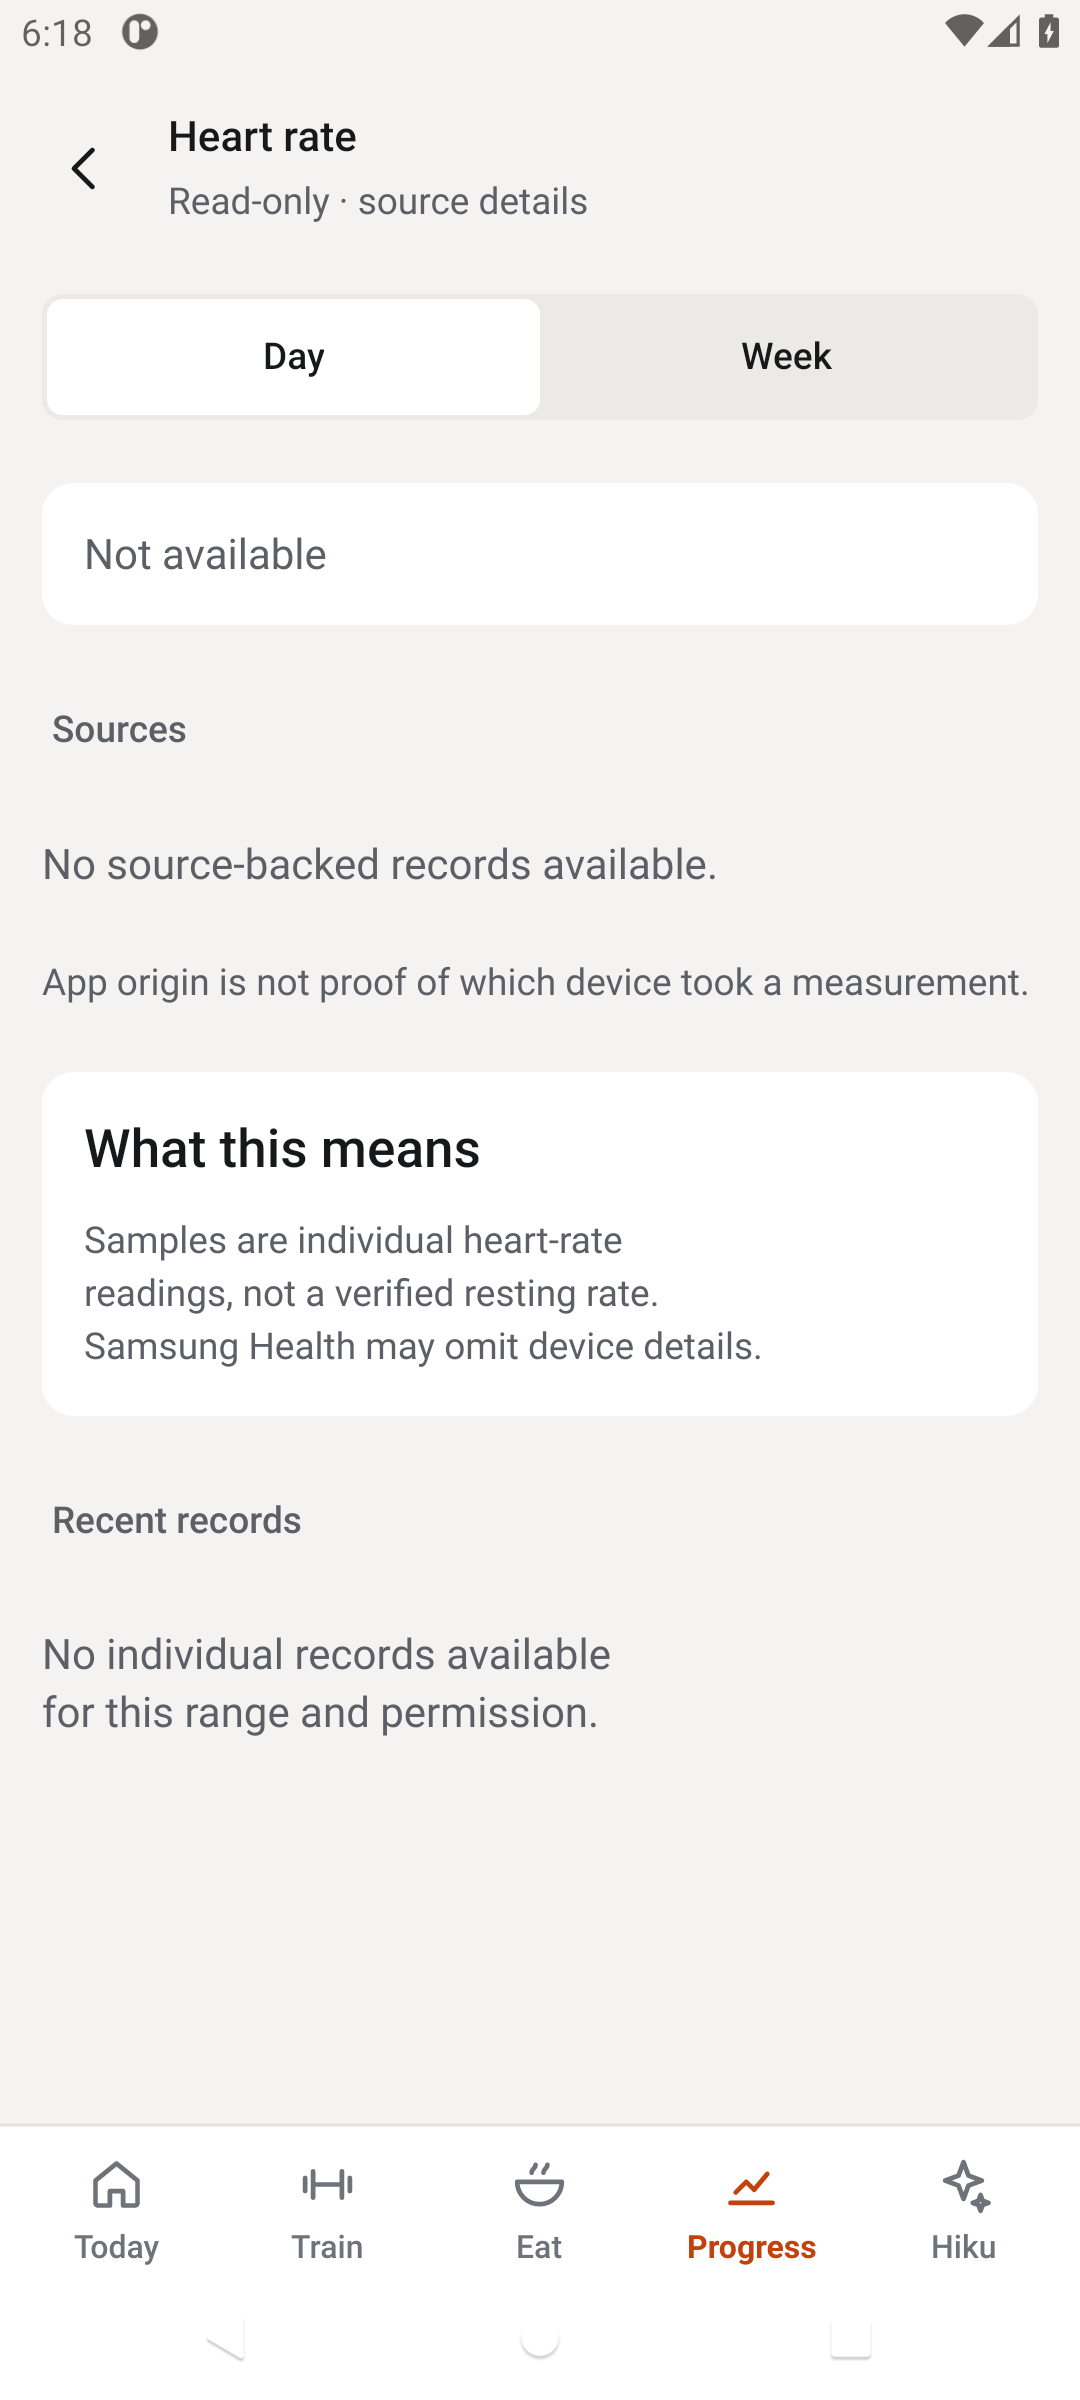 6:18
Heart rate
Read-only · source details
Day
Week
Not available
Sources
No source-backed records available.
App origin is not proof of which device took a measurement.
What this means
Samples are individual heart-rate
readings, not a verified resting rate.
Samsung Health may omit device details.
Recent records
No individual records available
for this range and permission.
Today
Train
Eat
Progress
Hiku